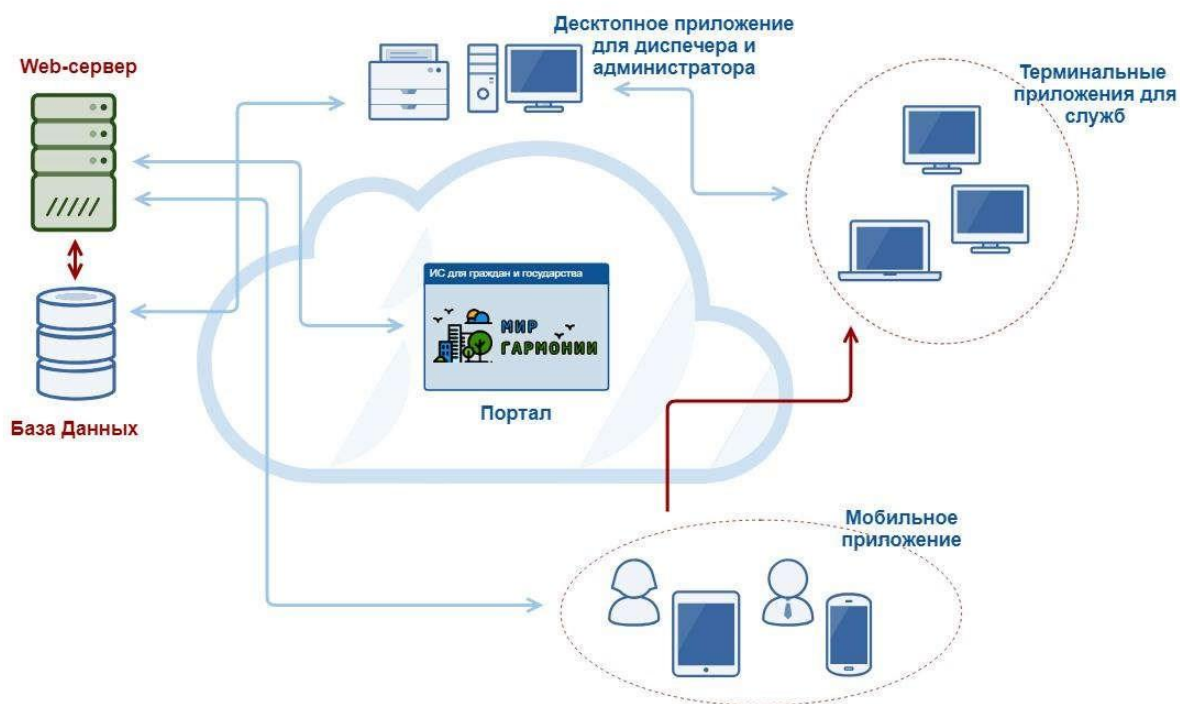 Десктопное приложение
для диспечера и
администратора
Web-сервер
Терминальные
приложения для
служб
ИС для граждан и государства
МИР
ГАРМОНИИ
Портал
База Данных
Мобильное
приложение